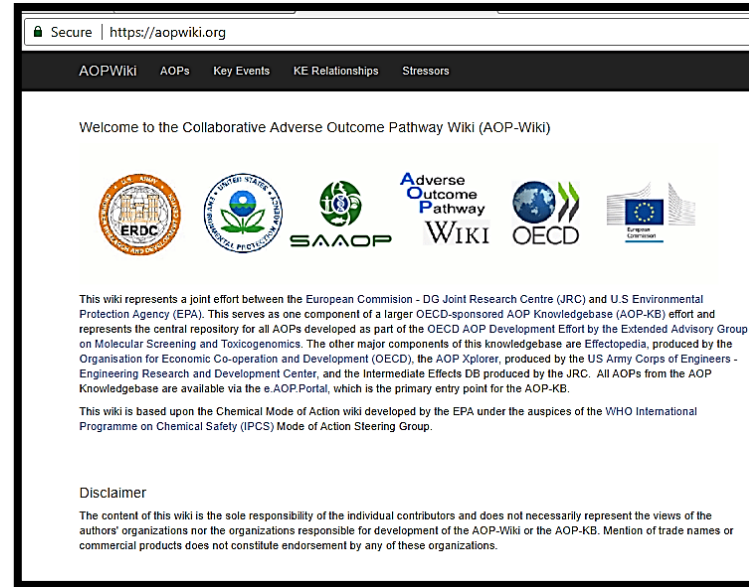 Secure | https://aopwiki.org
AOPWiki AOPs Key Events KE Relationships Stressors
Welcome to the Collaborative Adverse Outcome Pathway Wiki (AOP-Wiki)
U.S. ARMY
ERDC
UNITED STATES
ENVIRONMENTAL PROTECTION AGENCY
SAAOP
Adverse
Outcome
Pathway
WIKI
OECD
European
Commission
This wiki represents a joint effort between the European Commision - DG Joint Research Centre (JRC) and U.S Environmental
Protection Agency (EPA). This serves as one component of a larger OECD-sponsored AOP Knowledgebase (AOP-KB) effort and
represents the central repository for all AOPs developed as part of the OECD AOP Development Effort by the Extended Advisory Group
on Molecular Screening and Toxicogenomics. The other major components of this knowledgebase are Effectopedia, produced by the
Organisation for Economic Co-operation and Development (OECD), the AOP Xplorer, produced by the US Army Corps of Engineers -
Engineering Research and Development Center, and the Intermediate Effects DB produced by the JRC. All AOPs from the AOP
Knowledgebase are available via the e.AOP.Portal, which is the primary entry point for the AOP-KB.
This wiki is based upon the Chemical Mode of Action wiki developed by the EPA under the auspices of the WHO International
Programme on Chemical Safety (IPCS) Mode of Action Steering Group.
Disclaimer
The content of this wiki is the sole responsibility of the individual contributors and does not necessarily represent the views of the
authors' organizations nor the organizations responsible for development of the AOP-Wiki or the AOP-KB. Mention of trade names or
commercial products does not constitute endorsement by any of these organizations.